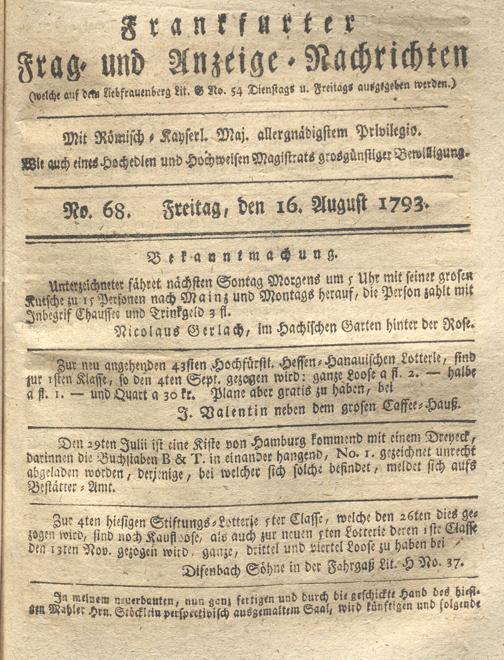 Frankfurter
Frag- und Anzeige-Nachrichten
(welche auf dem Liebfrauenberg Lit. G No. 54 Dienstags u. Freitags ausgegeben werden.)
Mit Römisch-Kayserl. Maj. allergnädigstem Privilegio.
Wie auch eines Hochedlen und Hochweisen Magistrats grosgünstiger Bewilligung.
No. 68. Freitag, den 16. August 1793.
Bekanntmachung.
Unterzeichneter fähret nächsten Sontag Morgens um 5 Uhr mit seiner grosen
Kutsche zu 15 Personen nach Mainz und Montags herauf, die Person zahlt mit
Inbegrif Chaussee und Trinkgeld 3 fl.
Nicolaus Gerlach, im Hachischen Garten hinter der Rose.
Zur neu angehenden 43sten Hochfürstl. Hessen-Hanauischen Lotterie, sind
zur 1sten Klasse, so den 4ten Sept. gezogen wird: ganze Loose a fl. 2. — halbe
a fl. 1. — und Quart a 30 kr. Plane aber gratis zu haben, bei
J. Valentin neben dem grosen Caffee-Hauß.
Den 29ten Julii ist eine Kiste von Hamburg kommend mit einem Dreyeck,
darinnen die Buchstaben B & T. in einander hangend, No. 1. gezeichnet unrecht
abgeladen worden, derjenige, bei welcher sich solche befindet, meldet sich aufs
Bestätter-Amt.
Zur 4ten hiesigen Stiftungs-Lotterje 5ter Classe, welche den 26ten dies ge-
zogen wird, sind noch Kaufloose, als auch zur neuen 5ten Lotterie deren 1ste Classe
den 13ten Nov. gezogen wird, ganze, drittel und viertel Loose zu haben bei
Difenbach Söhne in der Fahrgaß Lit. H No. 37.
In meinem neuerbauten, nun ganz fertigen und durch die geschickte Hand des hiesi-
gen Mahler Hrn. Stöcklein perspectivisch ausgemaltem Saal, wird künftigen und folgende